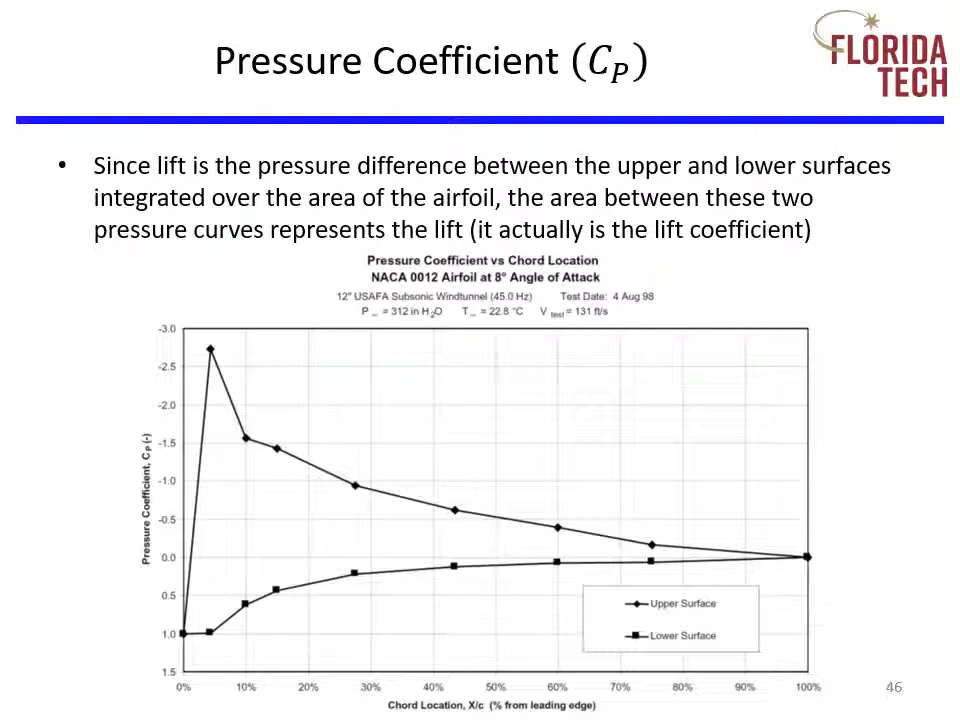 Pressure Coefficient (C_P)
FLORIDA
TECH
• Since lift is the pressure difference between the upper and lower surfaces
integrated over the area of the airfoil, the area between these two
pressure curves represents the lift (it actually is the lift coefficient)
Pressure Coefficient vs Chord Location
NACA 0012 Airfoil at 8° Angle of Attack
12" USAFA Subsonic Windtunnel (45.0 Hz) Test Date: 4 Aug 98
P∞ = 312 in H2O T∞ = 22.8 °C V test = 131 ft/s
Pressure Coefficient, CP (-)
-3.0
-2.5
-2.0
-1.5
-1.0
-0.5
0.0
0.5
1.0
1.5
Upper Surface
Lower Surface
0% 10% 20% 30% 40% 50% 60% 70% 80% 90% 100%
Chord Location, X/c (% from leading edge)
46